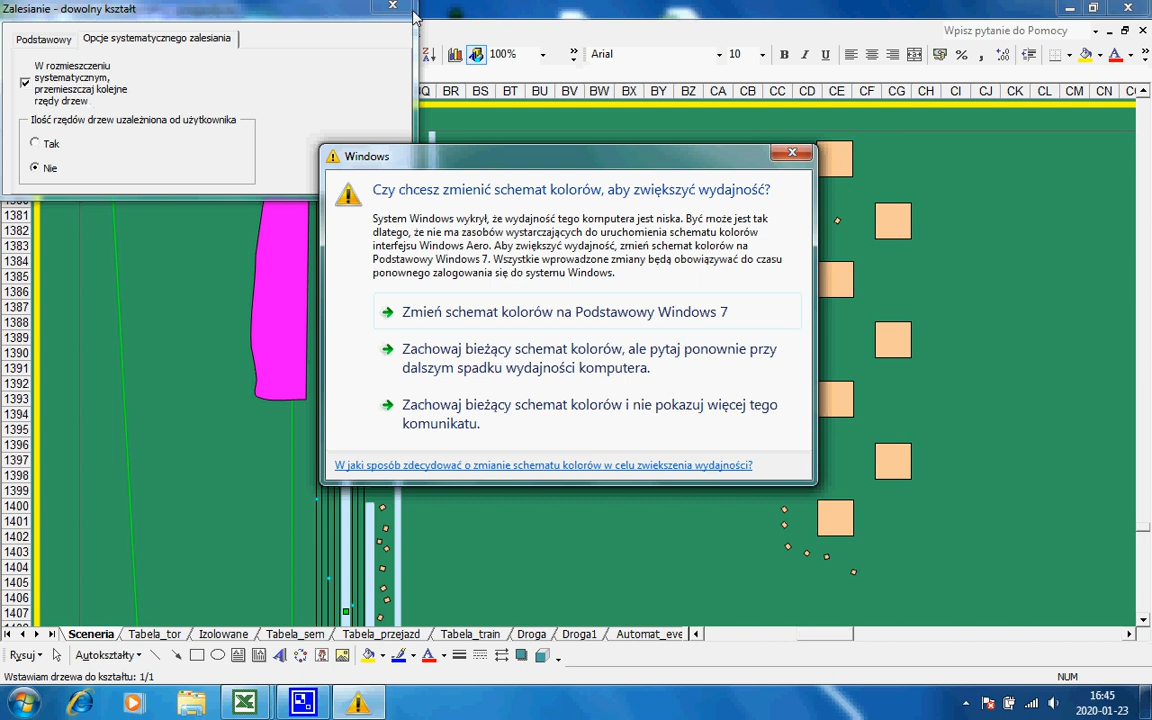 Zalesianie - dowolny kształt
Podstawowy
Opcje systematycznego zalesiania
W rozmieszczeniu
systematycznym,
przemieszczaj kolejne
rzędy drzew
Ilość rzędów drzew uzależniona od użytkownika
Tak
Nie
Wpisz pytanie do Pomocy
100%
Arial
10
B I U
%
BQ BR BS BT BU BV BW BX BY BZ CA CB CC CD CE CF CG CH CI CJ CK CL CM CN
Windows
Czy chcesz zmienić schemat kolorów, aby zwiększyć wydajność?
System Windows wykrył, że wydajność tego komputera jest niska. Być może jest tak
dlatego, że nie ma zasobów wystarczających do uruchomienia schematu kolorów
interfejsu Windows Aero. Aby zwiększyć wydajność, zmień schemat kolorów na
Podstawowy Windows 7. Wszystkie wprowadzone zmiany będą obowiązywać do czasu
ponownego zalogowania się do systemu Windows.
Zmień schemat kolorów na Podstawowy Windows 7
Zachowaj bieżący schemat kolorów, ale pytaj ponownie przy
dalszym spadku wydajności komputera.
Zachowaj bieżący schemat kolorów i nie pokazuj więcej tego
komunikatu.
W jaki sposób zdecydować o zmianie schematu kolorów w celu zwiększenia wydajności?
1381
1382
1383
1384
1385
1386
1387
1388
1389
1390
1391
1392
1393
1394
1395
1396
1397
1398
1399
1400
1401
1402
1403
1404
1405
1406
1407
Sceneria Tabela_tor Izolowane Tabela_sem Tabela_przejazd Tabela_train Droga Droga1 Automat_eve
Rysuj Autokształty
Wstawiam drzewa do kształtu: 1/1
NUM
16:45
2020-01-23